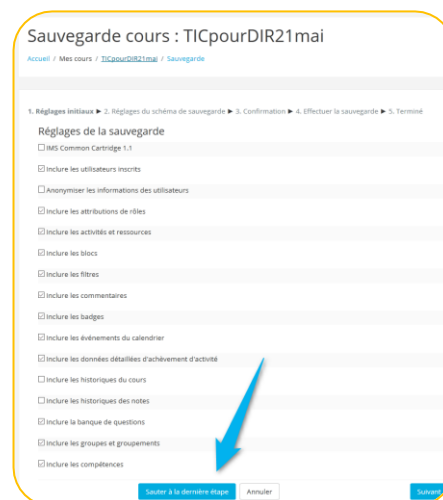 Sauvegarde cours : TICpourDIR21mai
Accueil / Mes cours / TICpourDIR21mai / Sauvegarde
1. Réglages initiaux ► 2. Réglages du schéma de sauvegarde ► 3. Confirmation ► 4. Effectuer la sauvegarde ► 5. Terminé
Réglages de la sauvegarde
IMS Common Cartridge 1.1
Inclure les utilisateurs inscrits
Anonymiser les informations des utilisateurs
Inclure les attributions de rôles
Inclure les activités et ressources
Inclure les blocs
Inclure les filtres
Inclure les commentaires
Inclure les badges
Inclure les événements du calendrier
Inclure les données détaillées d'achèvement d'activité
Inclure les historiques du cours
Inclure les historiques des notes
Inclure la banque de questions
Inclure les groupes et groupements
Inclure les compétences
Sauter à la dernière étape Annuler Suivant